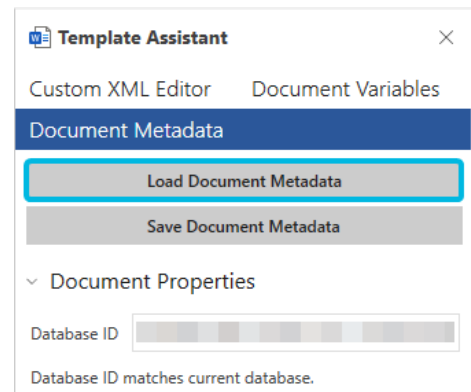 Template Assistant
Custom XML Editor Document Variables
Document Metadata
Load Document Metadata
Save Document Metadata
Document Properties
Database ID
Database ID matches current database.